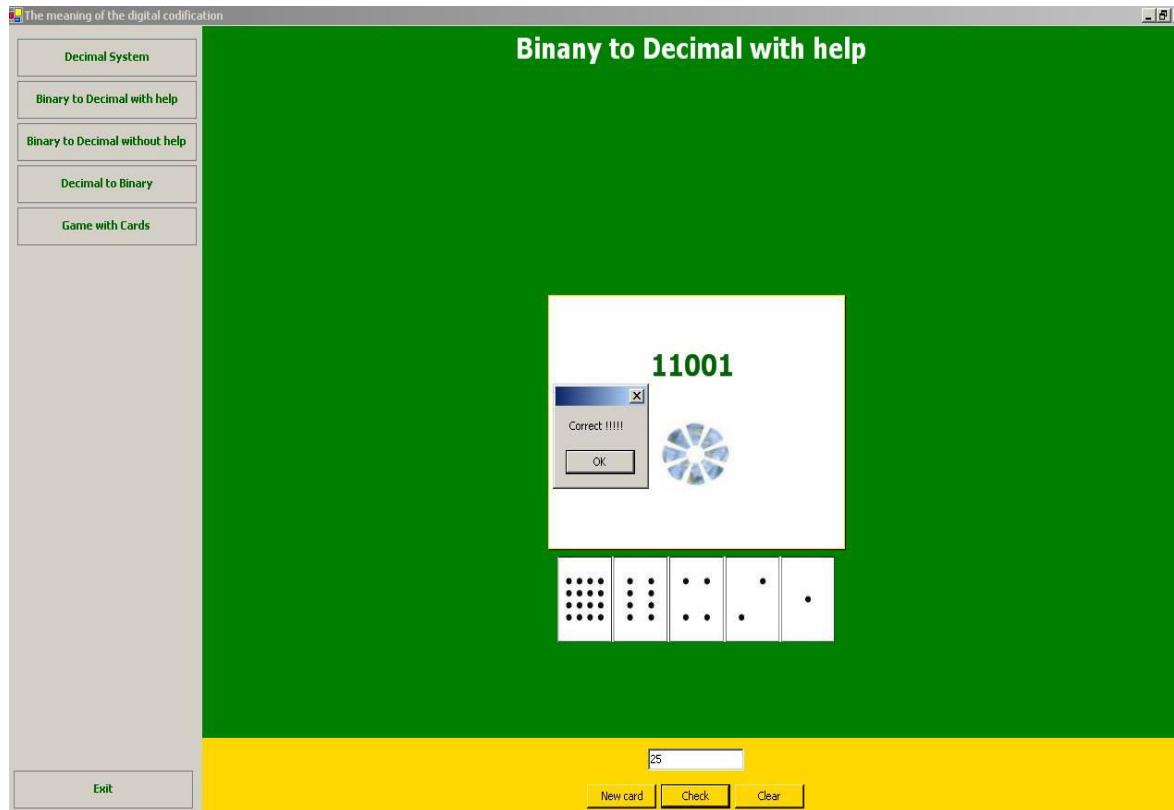 The meaning of the digital codification
Binany to Decimal with help
Decimal System
Binary to Decimal with help
Binary to Decimal without help
Decimal to Binary
Game with Cards
11001
Correct !!!!!
OK
25
New card
Check
Clear
Exit